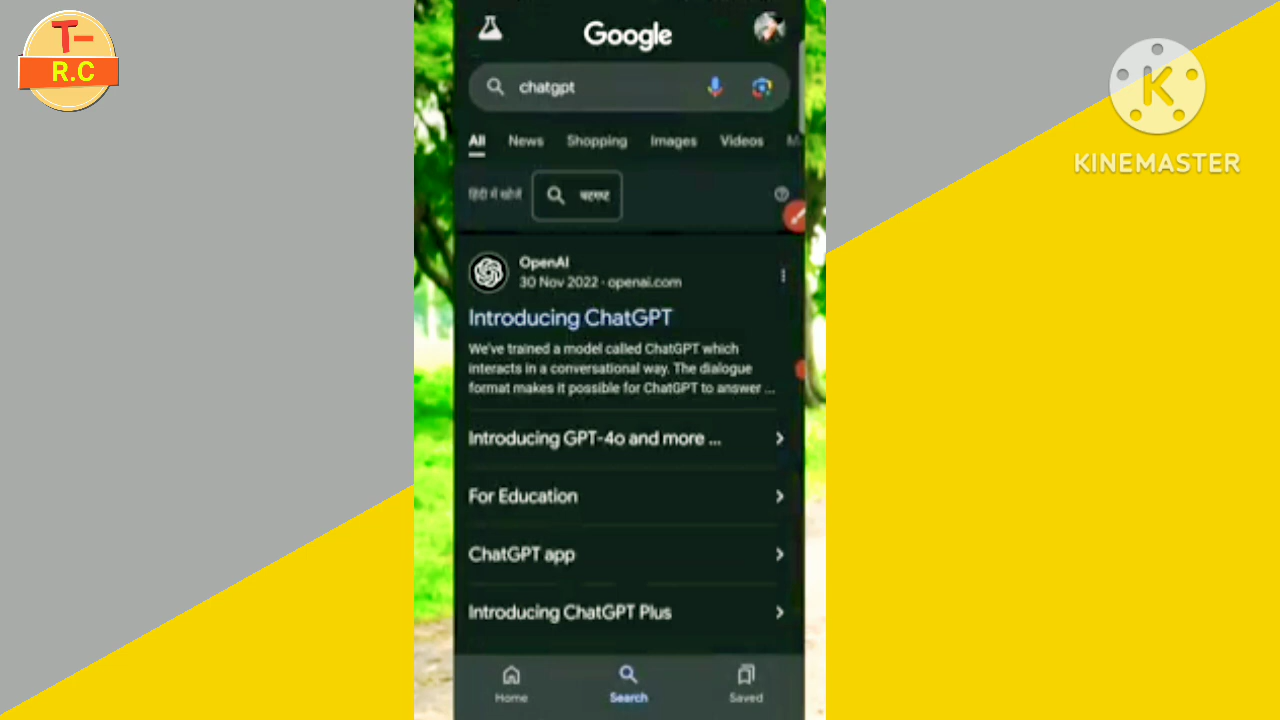 T-
R.C
K
KINEMASTER
Google
chatgpt
All News Shopping Images Videos M
हिंदी में खोजें
OpenAI
30 Nov 2022 · openai.com
Introducing ChatGPT
We've trained a model called ChatGPT which
interacts in a conversational way. The dialogue
format makes it possible for ChatGPT to answer ...
Introducing GPT-4o and more ...
For Education
ChatGPT app
Introducing ChatGPT Plus
Home Search Saved